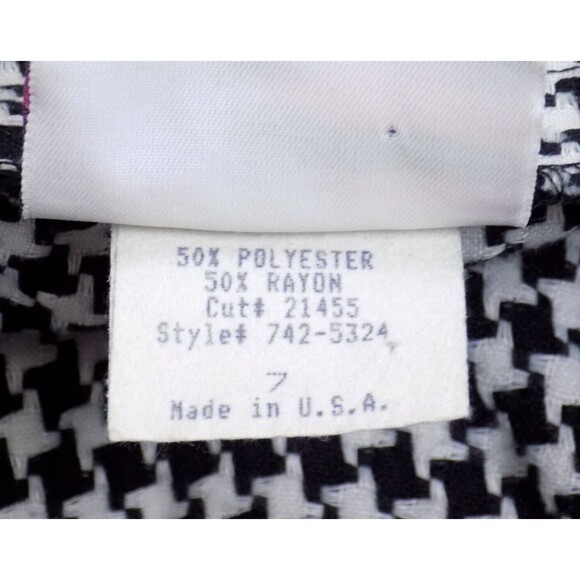 50% POLYESTER
50% RAYON
Cut# 21455
Style# 742-5324
7
Made in U.S.A.